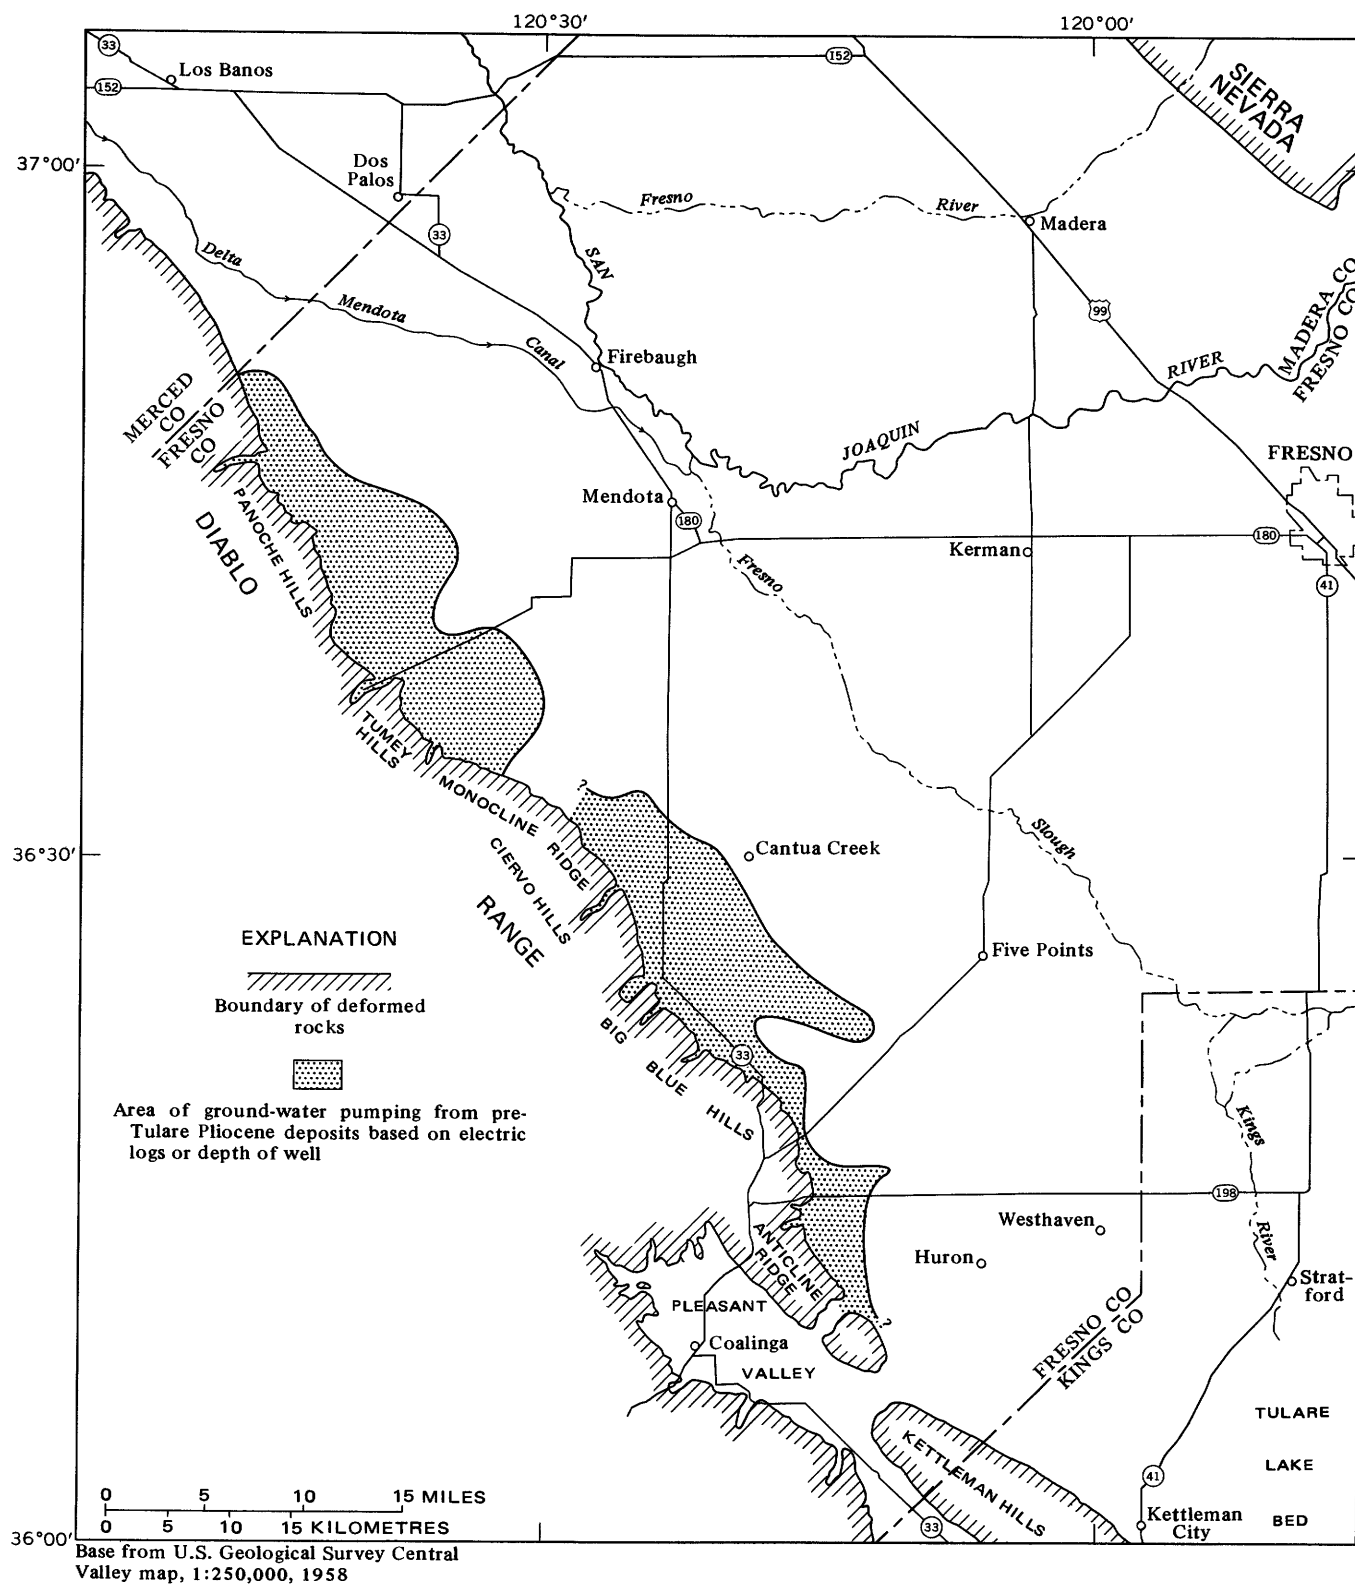 120°30'
120°00'
33
Los Banos
152
152
SIERRA
NEVADA
37°00'
Dos
Palos
Fresno
River
Madera
33
SAN
Delta
Mendota
Canal
Firebaugh
99
MADERA CO
FRESNO CO
RIVER
MERCED
CO
FRESNO
CO
JOAQUIN
FRESNO
PANOCHE HILLS
DIABLO
Mendota
180
180
Kerman
Fresno
41
TUMEY
HILLS
MONOCLINE
RIDGE
?
36°30'
Cantua Creek
Slough
CIERVO HILLS
RANGE
Five Points
EXPLANATION
Boundary of deformed
rocks
BIG
BLUE
HILLS
33
Area of ground-water pumping from pre-
Tulare Pliocene deposits based on electric
logs or depth of well
Kings
River
198
Westhaven
Huron
Strat-
ford
ANTICLINE
RIDGE
PLEASANT
?
Coalinga
VALLEY
FRESNO CO
KINGS CO
TULARE
LAKE
BED
KETTLEMAN HILLS
41
33
Kettleman
City
0 5 10 15 MILES
0 5 10 15 KILOMETRES
36°00'
Base from U.S. Geological Survey Central
Valley map, 1:250,000, 1958